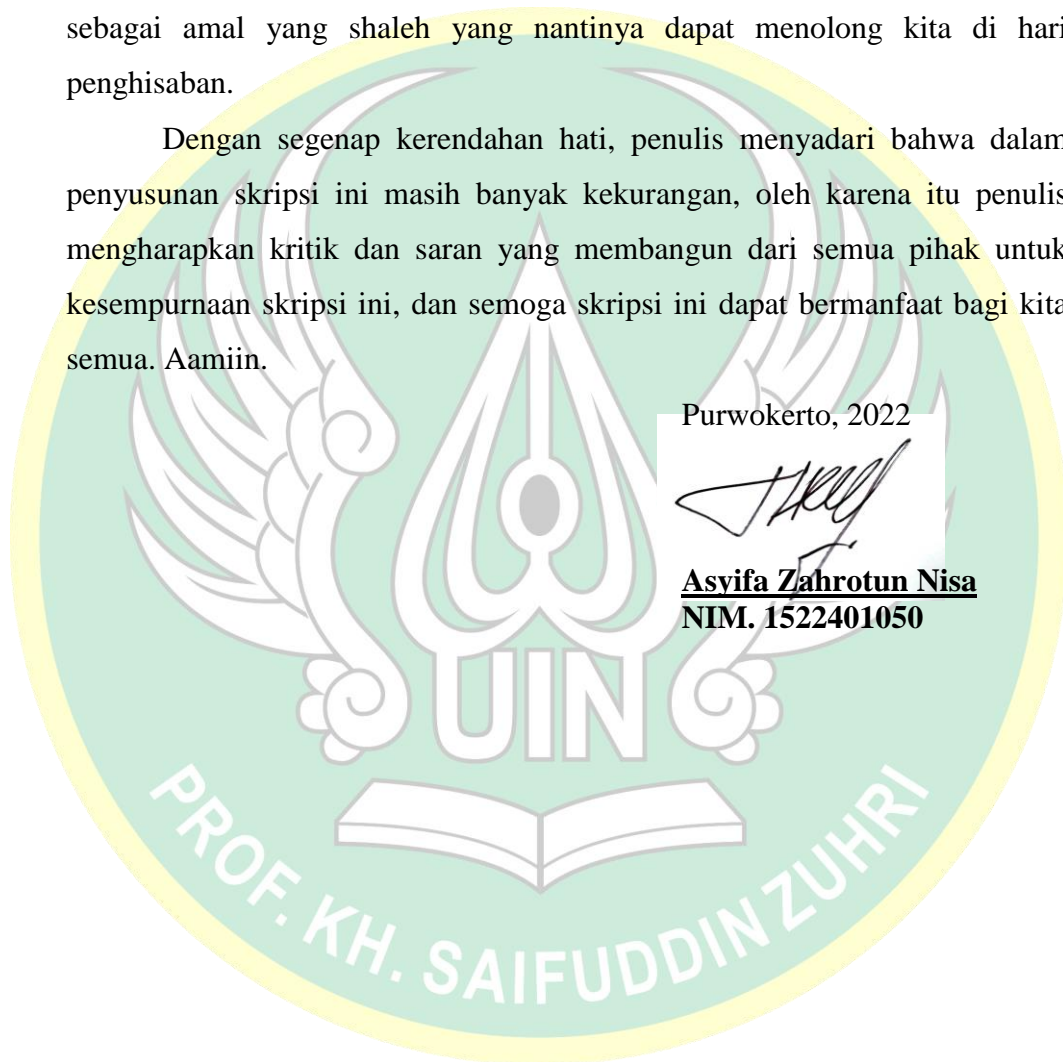 sebagai amal yang shaleh yang nantinya dapat menolong kita di hari
penghisaban.
Dengan segenap kerendahan hati, penulis menyadari bahwa dalam
penyusunan skripsi ini masih banyak kekurangan, oleh karena itu penulis
mengharapkan kritik dan saran yang membangun dari semua pihak untuk
kesempurnaan skripsi ini, dan semoga skripsi ini dapat bermanfaat bagi kita
semua. Aamiin.
Purwokerto, 2022
Asyifa Zahrotun Nisa
NIM. 1522401050
UIN
PROF. KH. SAIFUDDIN ZUHRI